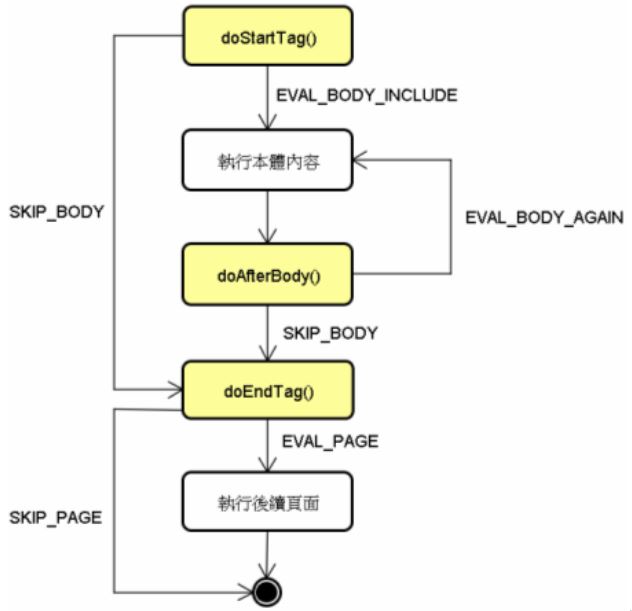 doStartTag()
EVAL_BODY_INCLUDE
執行本體內容
SKIP_BODY
EVAL_BODY_AGAIN
doAfterBody()
SKIP_BODY
doEndTag()
EVAL_PAGE
執行後續頁面
SKIP_PAGE